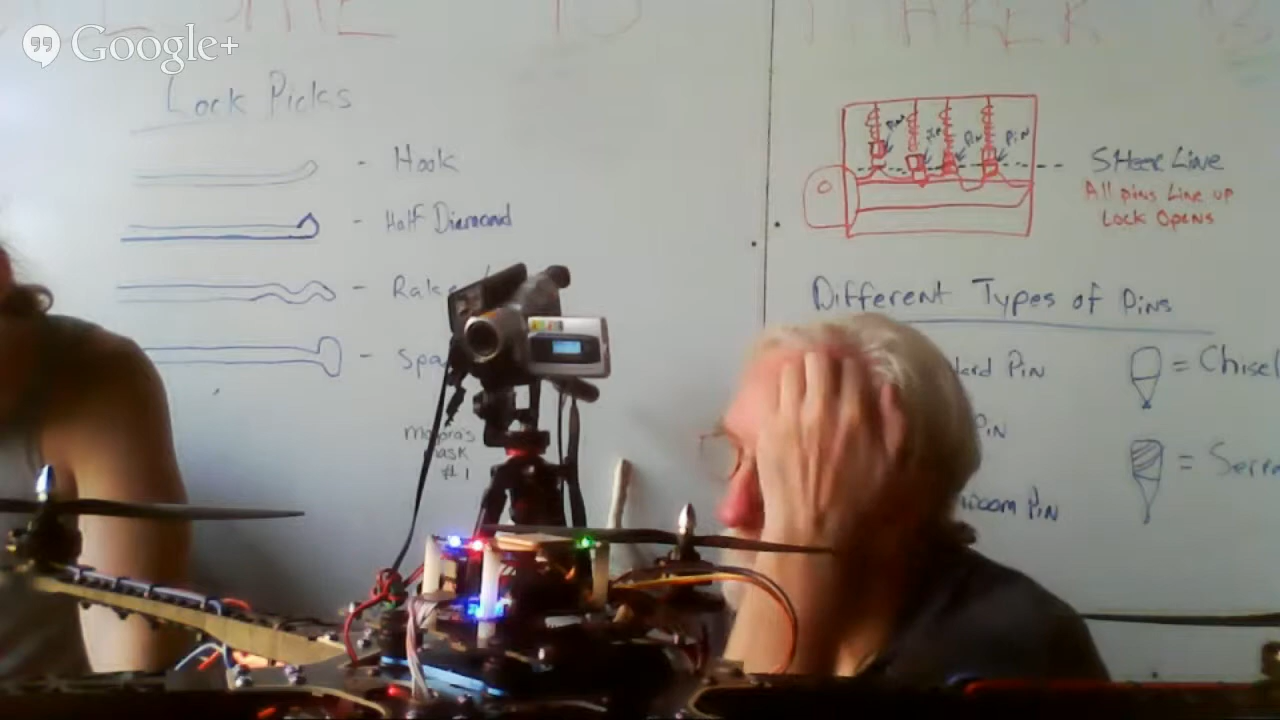 Google+
Lock Picks
- Hook
- Half Diamond
- Rake
- Spa
Majora's
Mask
#1
PiN
PiN
Sheer Line
All pins Line up
Lock Opens
Different Types of Pins
dard Pin
= Chisel
Pin
= Serra
room Pin